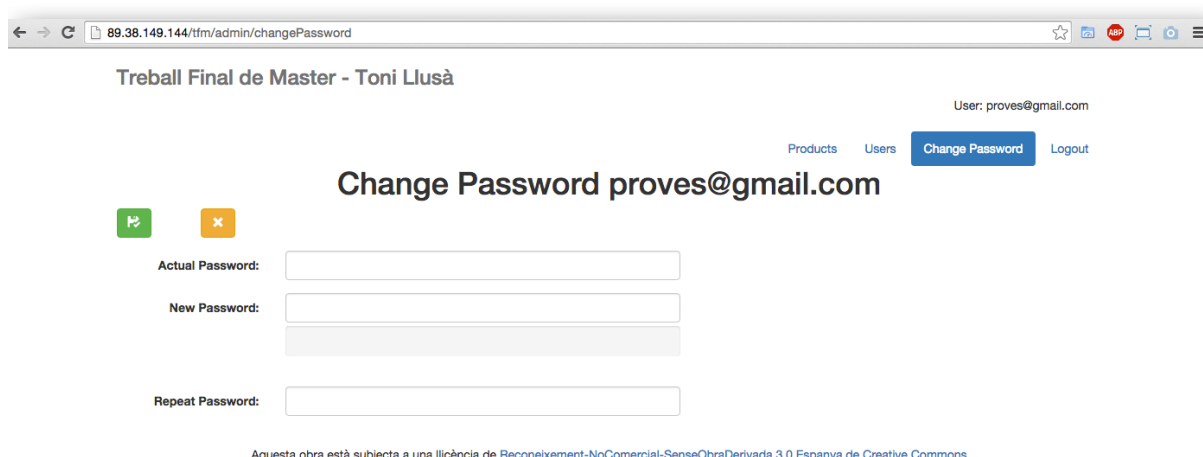 89.38.149.144/tfm/admin/changePassword
ABP
Treball Final de Master - Toni Llusà
User: proves@gmail.com
Products Users Change Password Logout
Change Password proves@gmail.com
Actual Password:
New Password:
Repeat Password:
Aquesta obra està subjecta a una llicència de Reconeixement-NoComercial-SenseObraDerivada 3.0 Espanya de Creative Commons